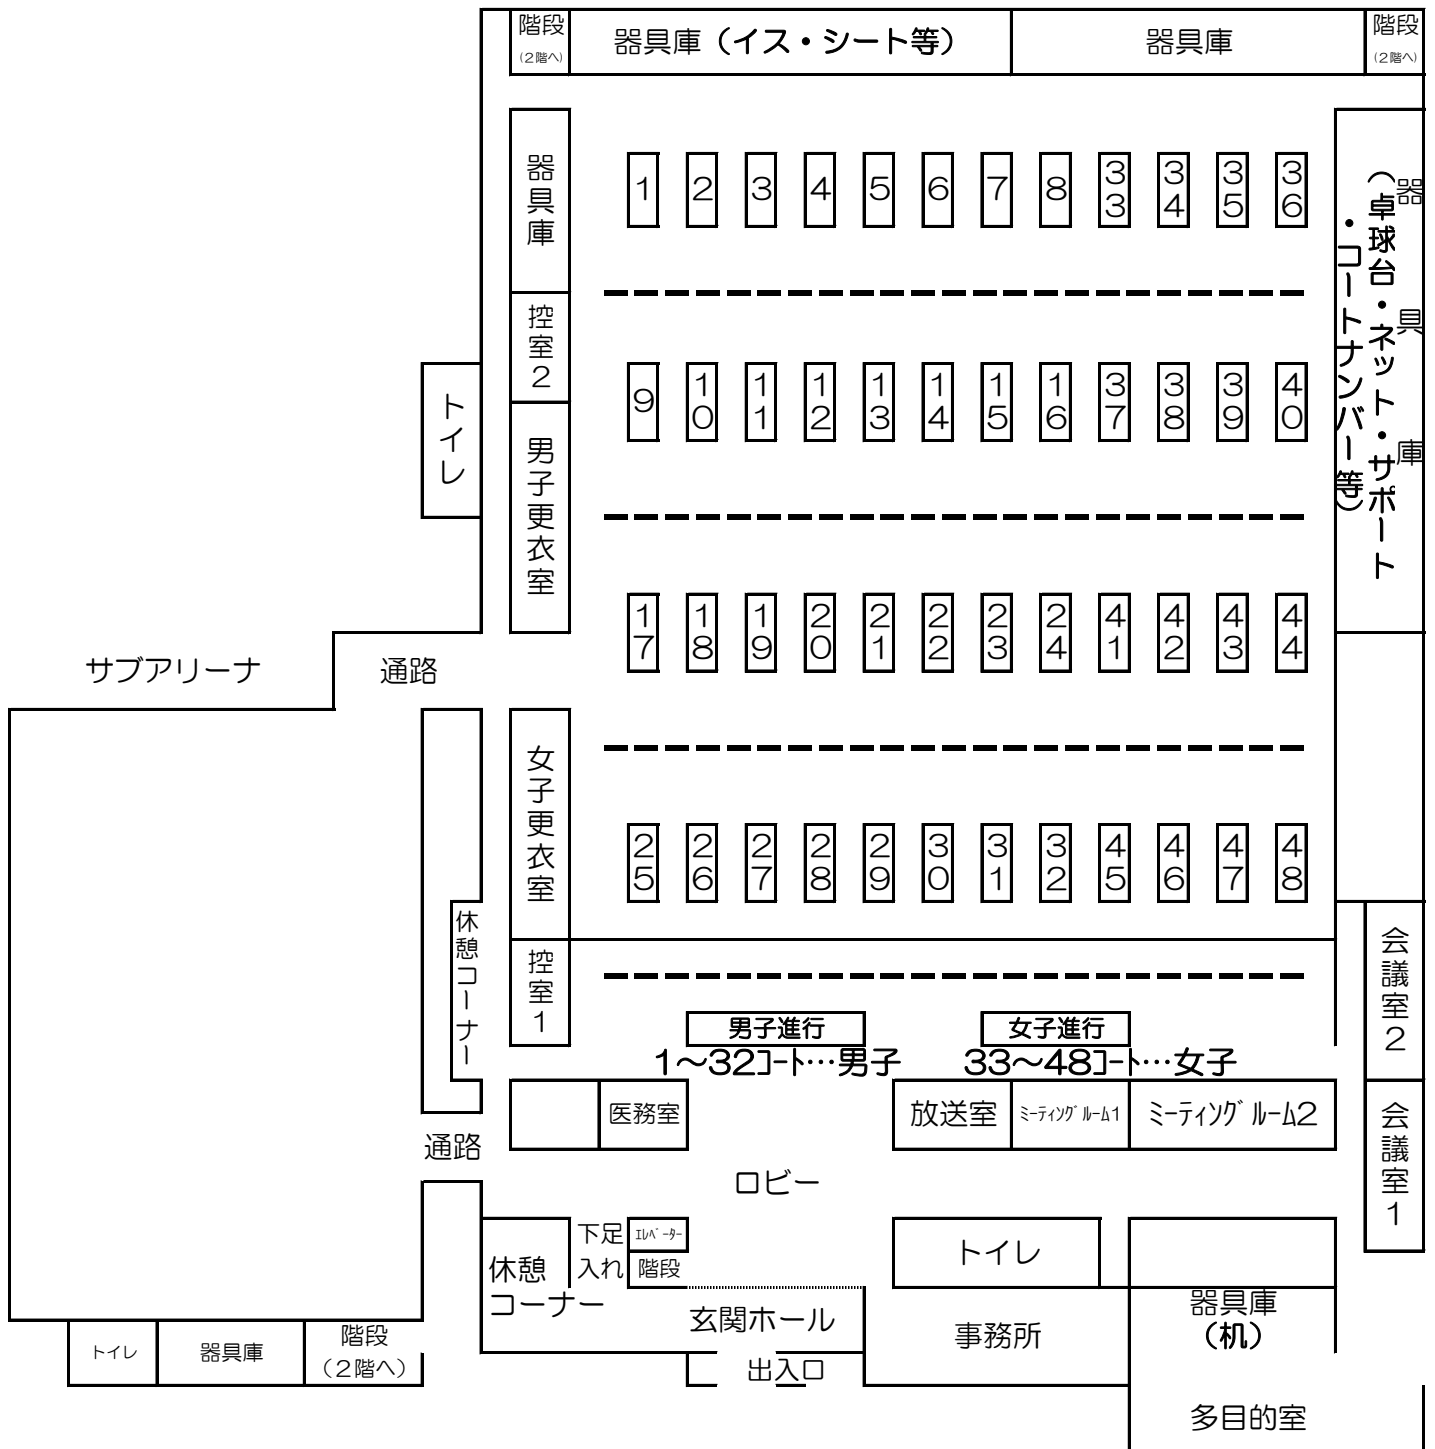 階段
(2階へ)
器具庫（イス・シート等）
器具庫
階段
(2階へ)
器具庫
1
2
3
4
5
6
7
8
33
34
35
36
器具庫
（卓球台・ネット・サポート
・コートナンバー等）
控室2
トイレ
9
10
11
12
13
14
15
16
37
38
39
40
男子更衣室
17
18
19
20
21
22
23
24
41
42
43
44
サブアリーナ
通路
女子更衣室
25
26
27
28
29
30
31
32
45
46
47
48
休憩コーナー
控室1
会議室2
男子進行
女子進行
1～32ｺｰﾄ…男子
33～48ｺｰﾄ…女子
医務室
放送室
ﾐｰﾃｨﾝｸﾞﾙｰﾑ1
ﾐｰﾃｨﾝｸﾞﾙｰﾑ2
会議室1
通路
ロビー
下足
入れ
ｴﾚﾍﾞｰﾀｰ
階段
トイレ
休憩
コーナー
玄関ホール
事務所
器具庫
（机）
トイレ
器具庫
階段
（2階へ）
出入口
多目的室